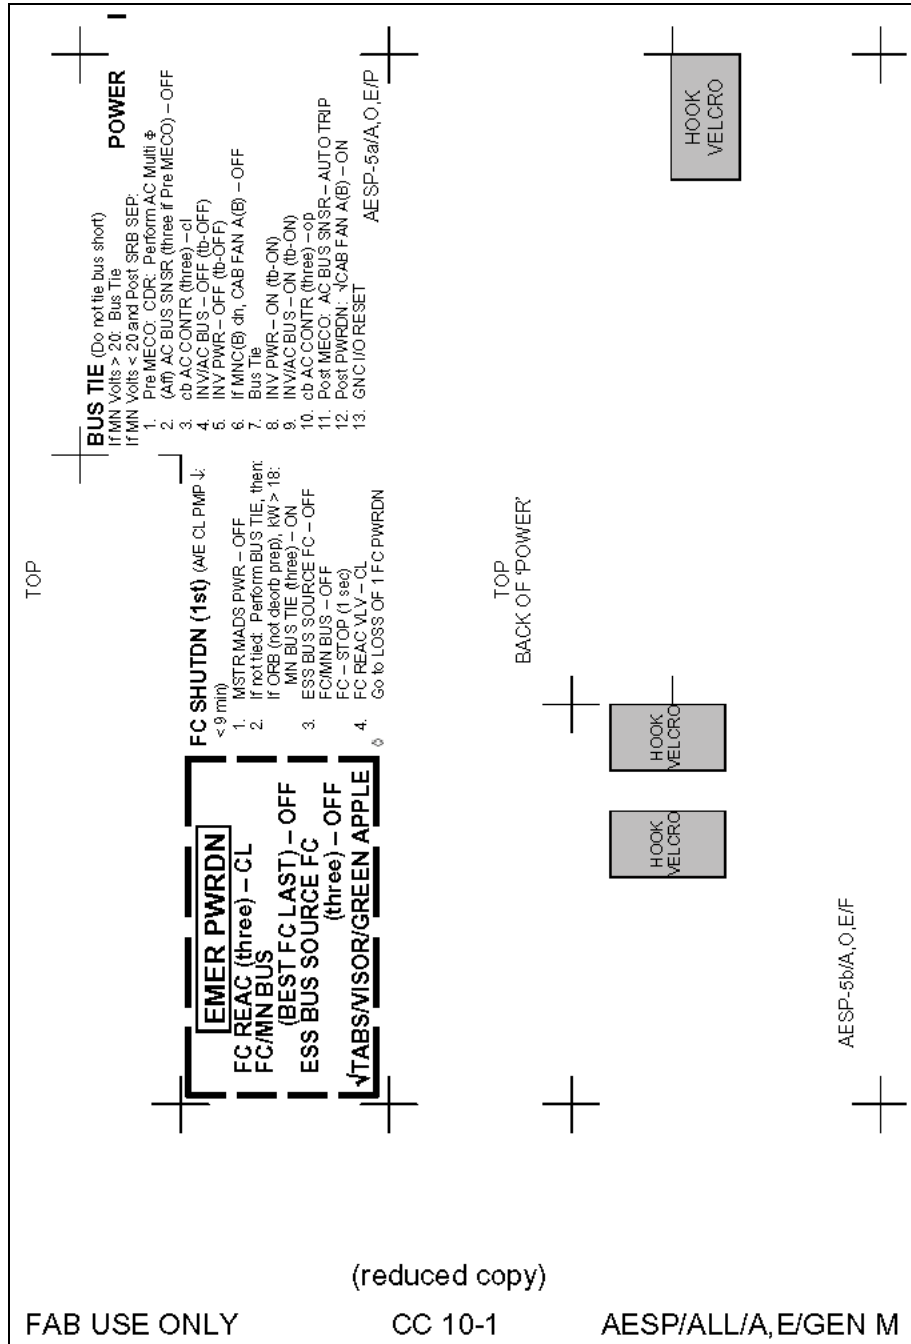 TOP
EMER PWRDN
FC REAC (three) – CL
FC/MN BUS
(BEST FC LAST) – OFF
ESS BUS SOURCE FC
(three) – OFF
√TABS/VISOR/GREEN APPLE
FC SHUTDN (1st) (A/E CL PMP ↓:
< 9 min)
1. MSTR MADS PWR – OFF
2. If not tied: Perform BUS TIE, then:
If ORB (not deorb prep), kW > 18:
MN BUS TIE (three) – ON
3. ESS BUS SOURCE FC – OFF
FC/MN BUS – OFF
FC – STOP (1 sec)
4. FC REAC VLV – CL
◊ Go to LOSS OF 1 FC PWRDN
BUS TIE (Do not tie bus short)
If MN Volts > 20: Bus Tie
POWER
If MN Volts < 20 and Post SRB SEP:
1. Pre MECO: CDR: Perform AC Multi Φ
2. (Aff) AC BUS SNSR (three if Pre MECO) – OFF
3. cb AC CONTR (three) – cl
4. INV/AC BUS – OFF (tb-OFF)
5. INV PWR – OFF (tb-OFF)
6. If MNC(B) dn, CAB FAN A(B) – OFF
7. Bus Tie
8. INV PWR – ON (tb-ON)
9. INV/AC BUS – ON (tb-ON)
10. cb AC CONTR (three) – op
11. Post MECO: AC BUS SNSR – AUTO TRIP
12. Post PWRDN: √CAB FAN A(B) – ON
13. GNC I/O RESET
AESP-5a/A,O,E/P
TOP
BACK OF 'POWER'
HOOK
VELCRO
HOOK
VELCRO
HOOK
VELCRO
AESP-5b/A,O,E/F
(reduced copy)
FAB USE ONLY CC 10-1 AESP/ALL/A,E/GEN M